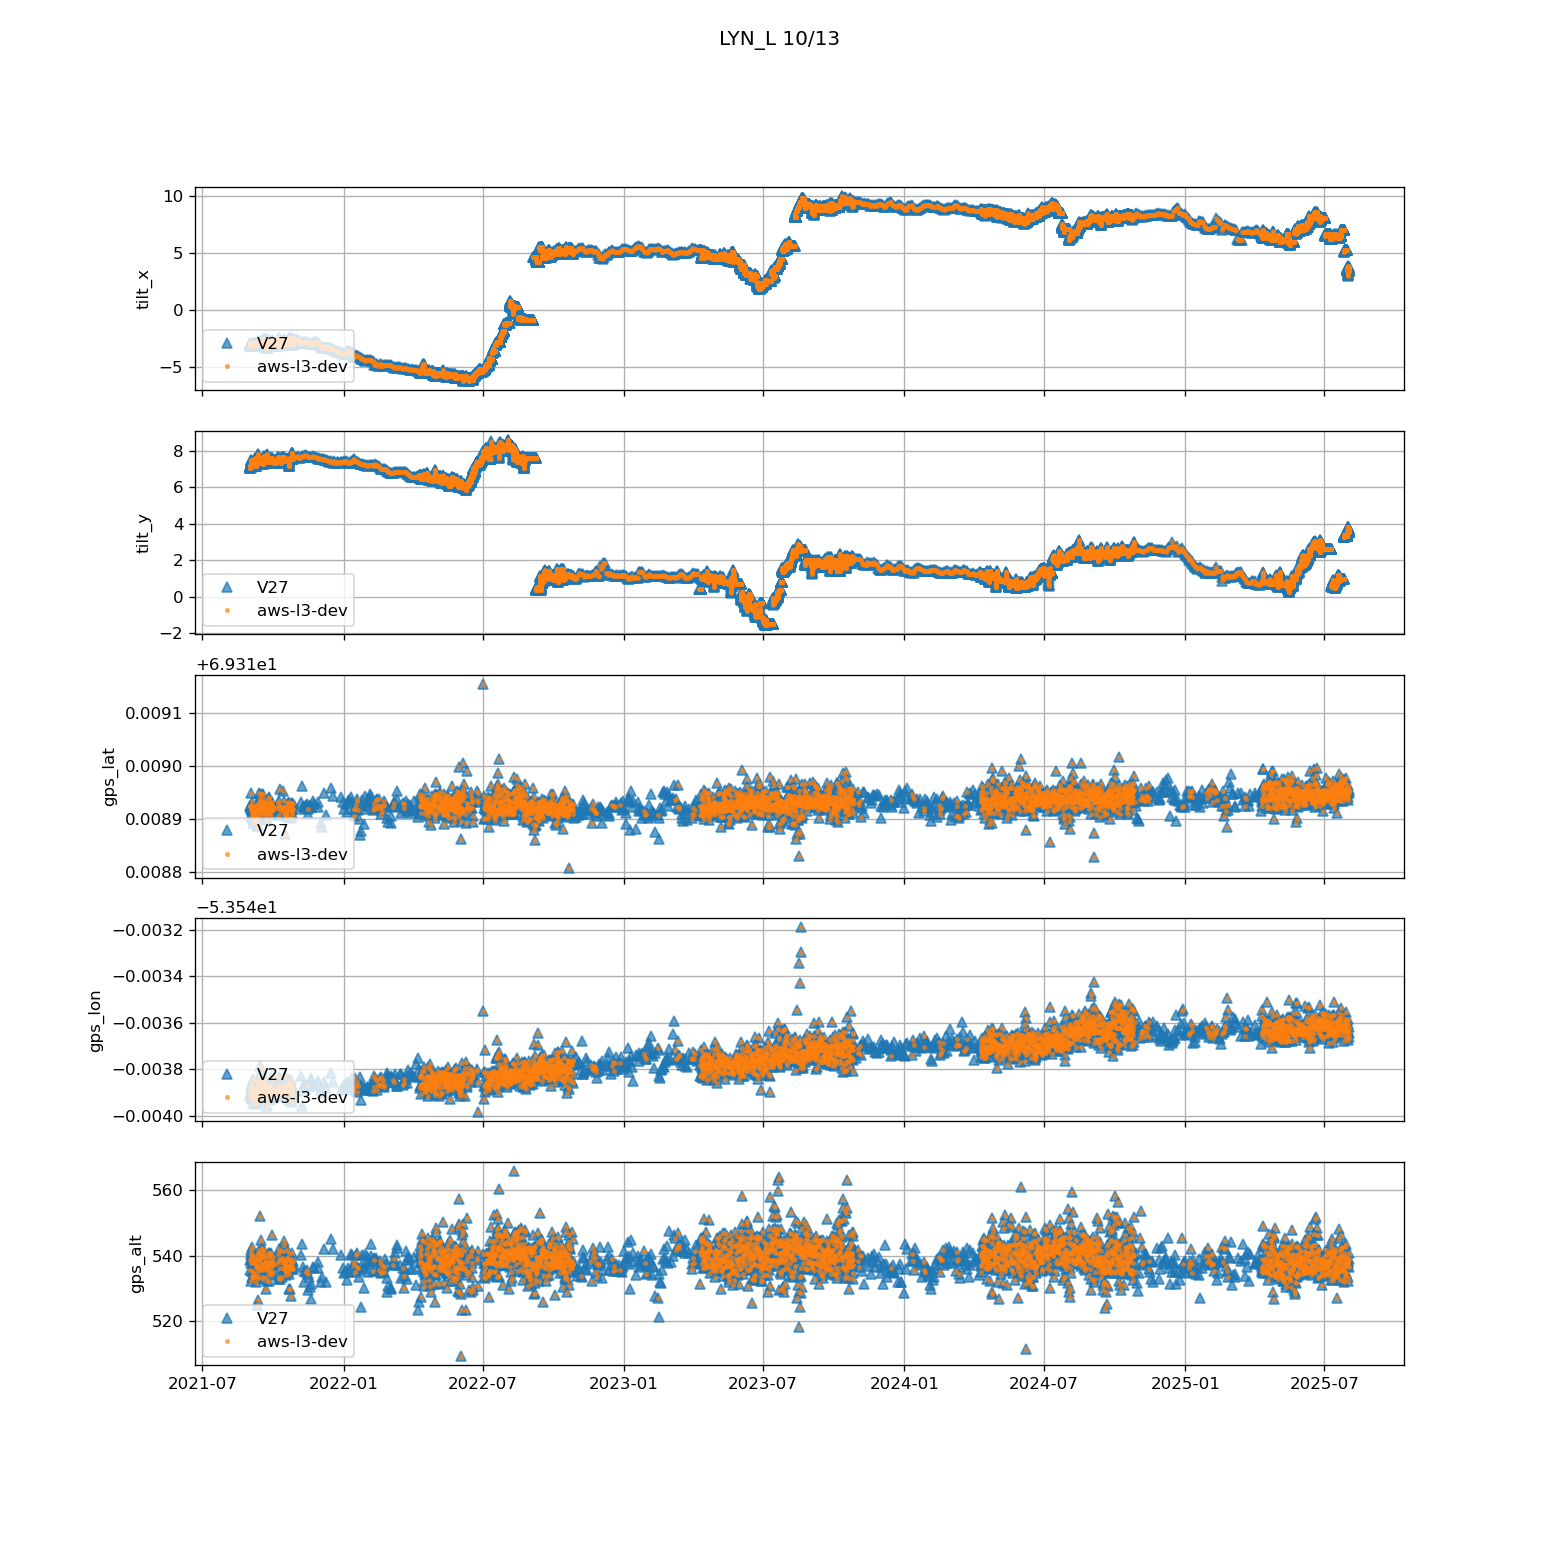 LYN_L 10/13
10
5
0
−5
tilt_x
V27
aws-l3-dev
8
6
4
2
0
−2
tilt_y
V27
aws-l3-dev
+6.931e1
0.0091
0.0090
0.0089
0.0088
gps_lat
V27
aws-l3-dev
−5.354e1
−0.0032
−0.0034
−0.0036
−0.0038
−0.0040
gps_lon
V27
aws-l3-dev
560
540
520
gps_alt
V27
aws-l3-dev
2021-07 2022-01 2022-07 2023-01 2023-07 2024-01 2024-07 2025-01 2025-07